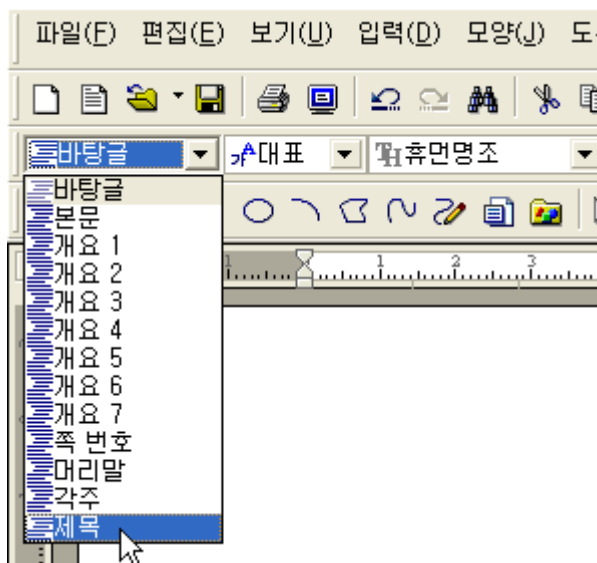 파일(F) 편집(E) 보기(U) 입력(D) 모양(J)
바탕글 대표 휴먼명조
바탕글
본문
개요 1
개요 2
개요 3
개요 4
개요 5
개요 6
개요 7
쪽 번호
머리말
각주
제목
1 1 2 3